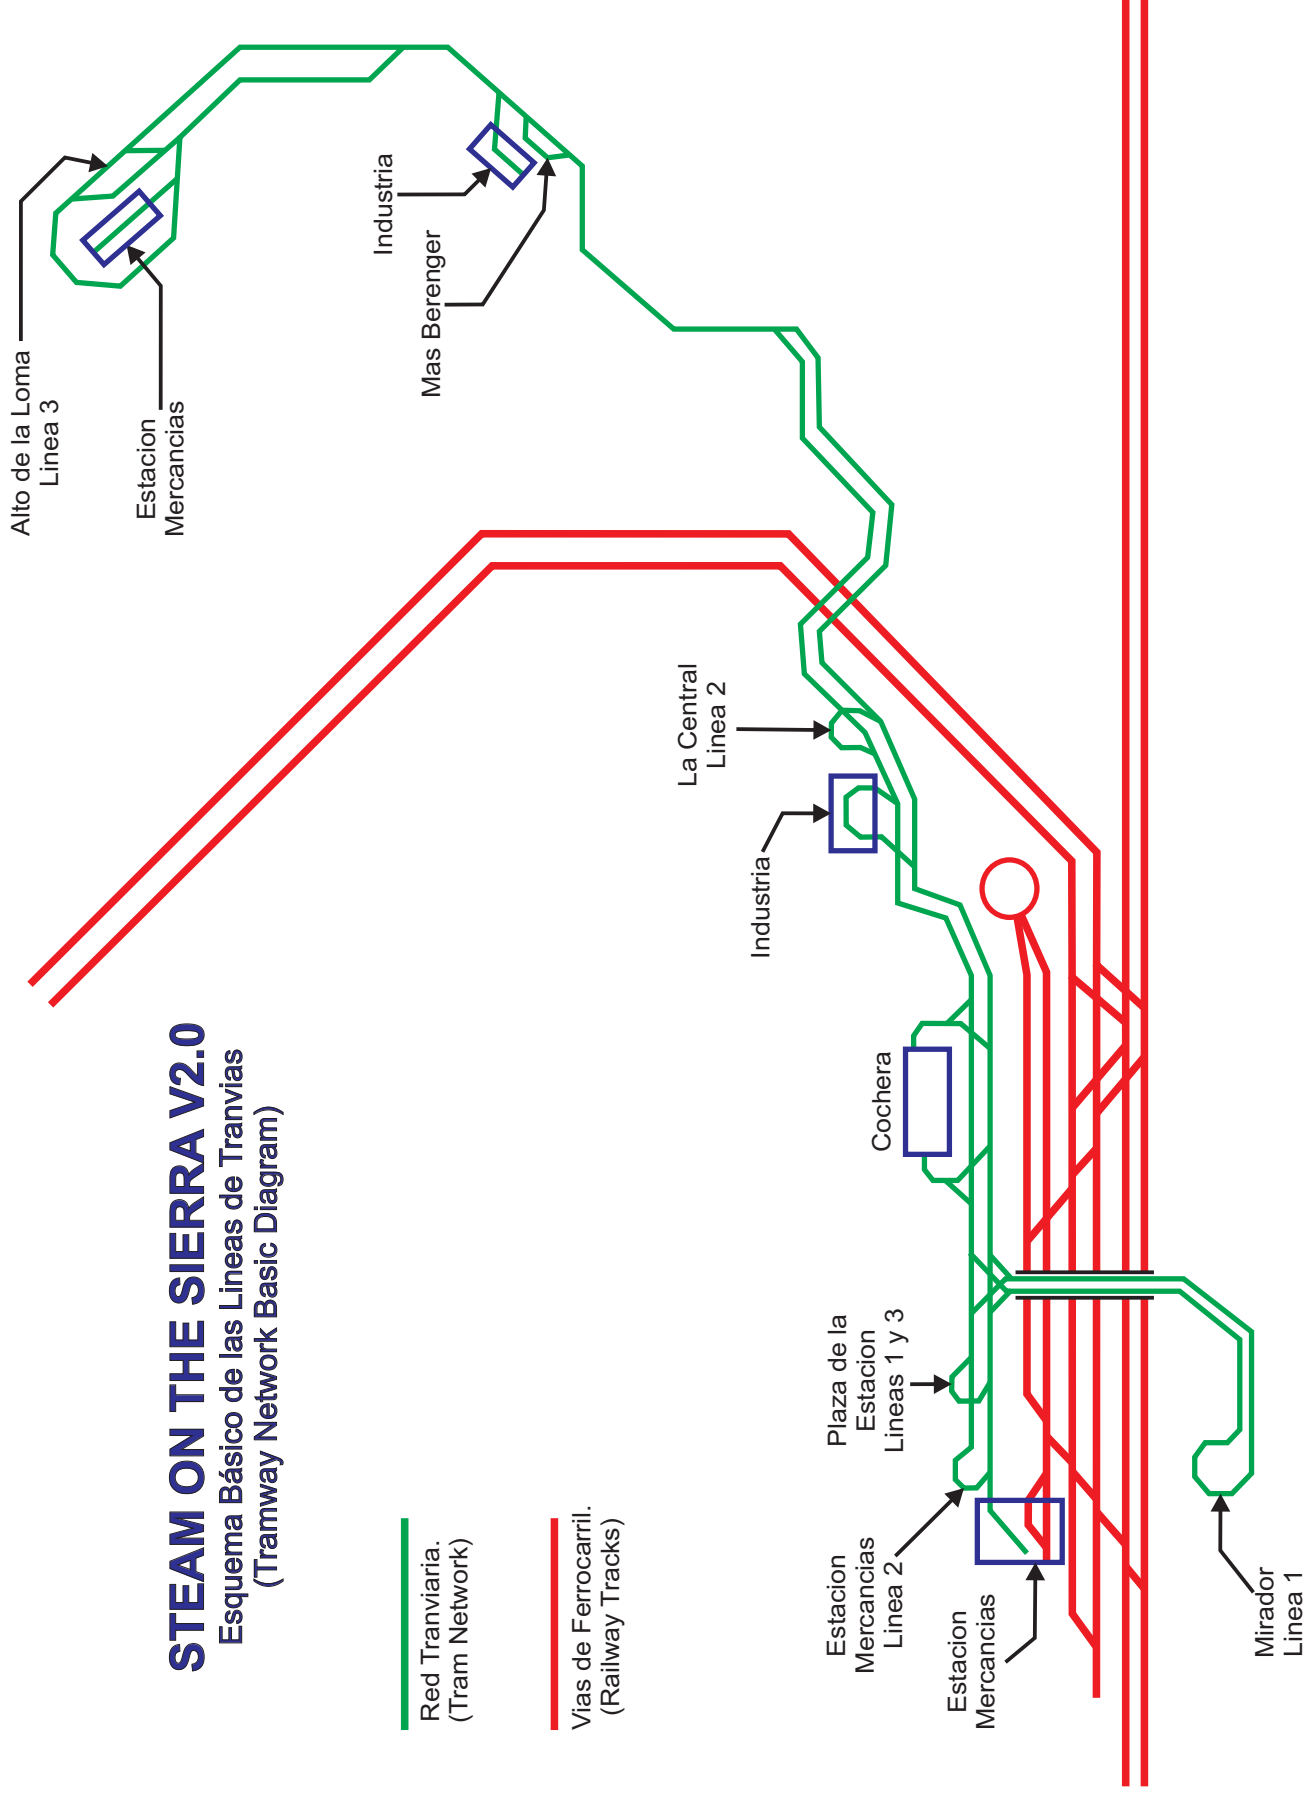 STEAM ON THE SIERRA V2.0
Esquema Básico de las Lineas de Tranvias
(Tramway Network Basic Diagram)
Red Tranviaria.
(Tram Network)
Vias de Ferrocarril.
(Railway Tracks)
Alto de la Loma
Linea 3
Estacion
Mercancias
Industria
Mas Berenger
La Central
Linea 2
Industria
Cochera
Plaza de la
Estacion
Lineas 1 y 3
Estacion
Mercancias
Linea 2
Estacion
Mercancias
Mirador
Linea 1